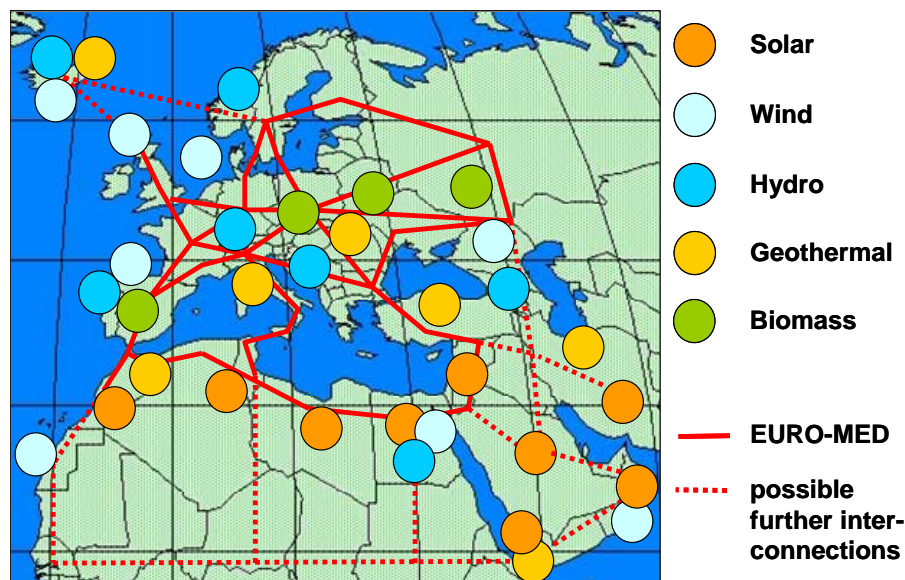 Solar
Wind
Hydro
Geothermal
Biomass
EURO-MED
possible
further inter-
connections